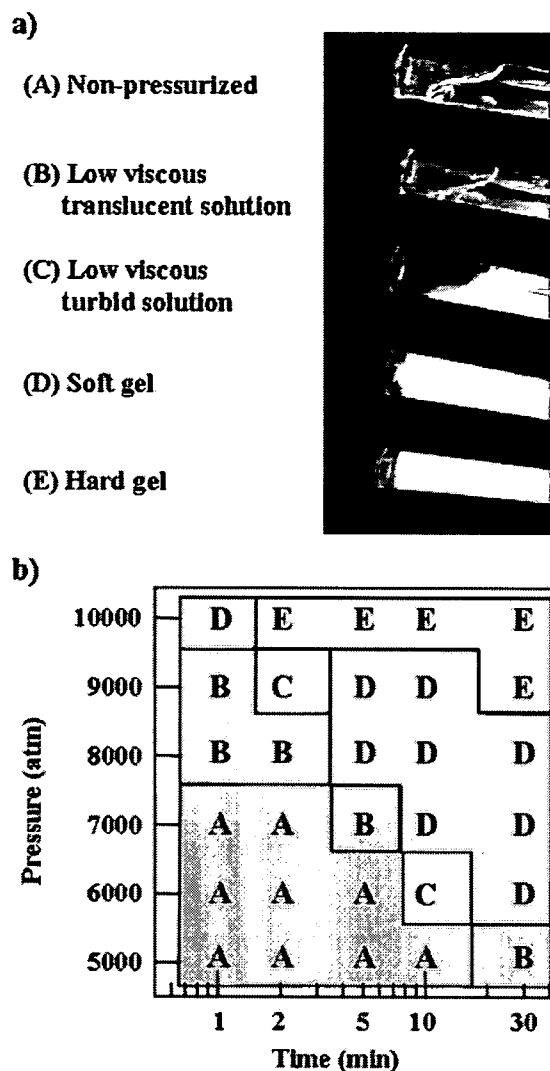 a)
(A) Non-pressurized
(B) Low viscous
translucent solution
(C) Low viscous
turbid solution
(D) Soft gel
(E) Hard gel
b)
10000 D E E E E
9000 B C D D E
8000 B B D D D
7000 A A B D D
6000 A A A C D
5000 A A A A B
Pressure (atm)
1 2 5 10 30
Time (min)